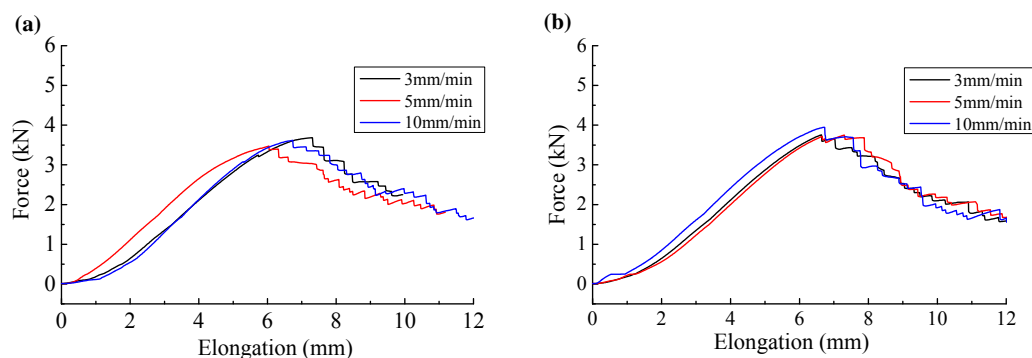 (a)
6
5
4
3
2
1
0
Force (kN)
3mm/min
5mm/min
10mm/min
0 2 4 6 8 10 12
Elongation (mm)
(b)
6
5
4
3
2
1
0
Force (kN)
3mm/min
5mm/min
10mm/min
0 2 4 6 8 10 12
Elongation (mm)